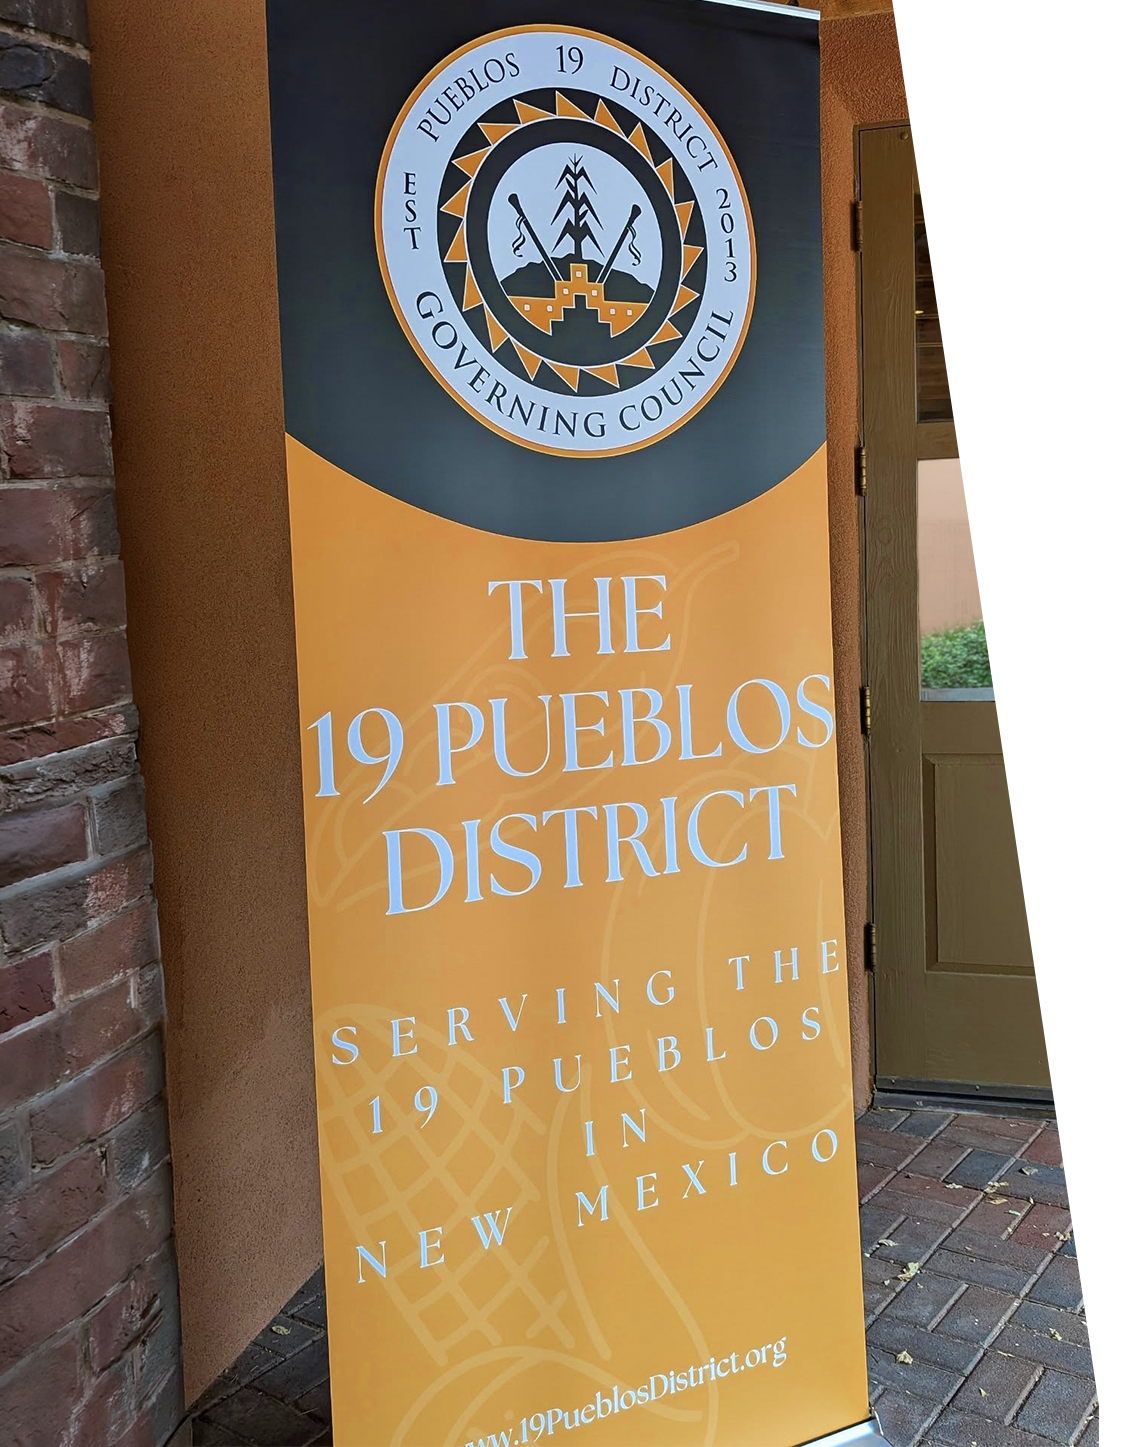 PUEBLOS 19 DISTRICT
EST 2013
GOVERNING COUNCIL
THE
19 PUEBLOS
DISTRICT
SERVING THE
19 PUEBLOS
IN
NEW MEXICO
www.19PueblosDistrict.org